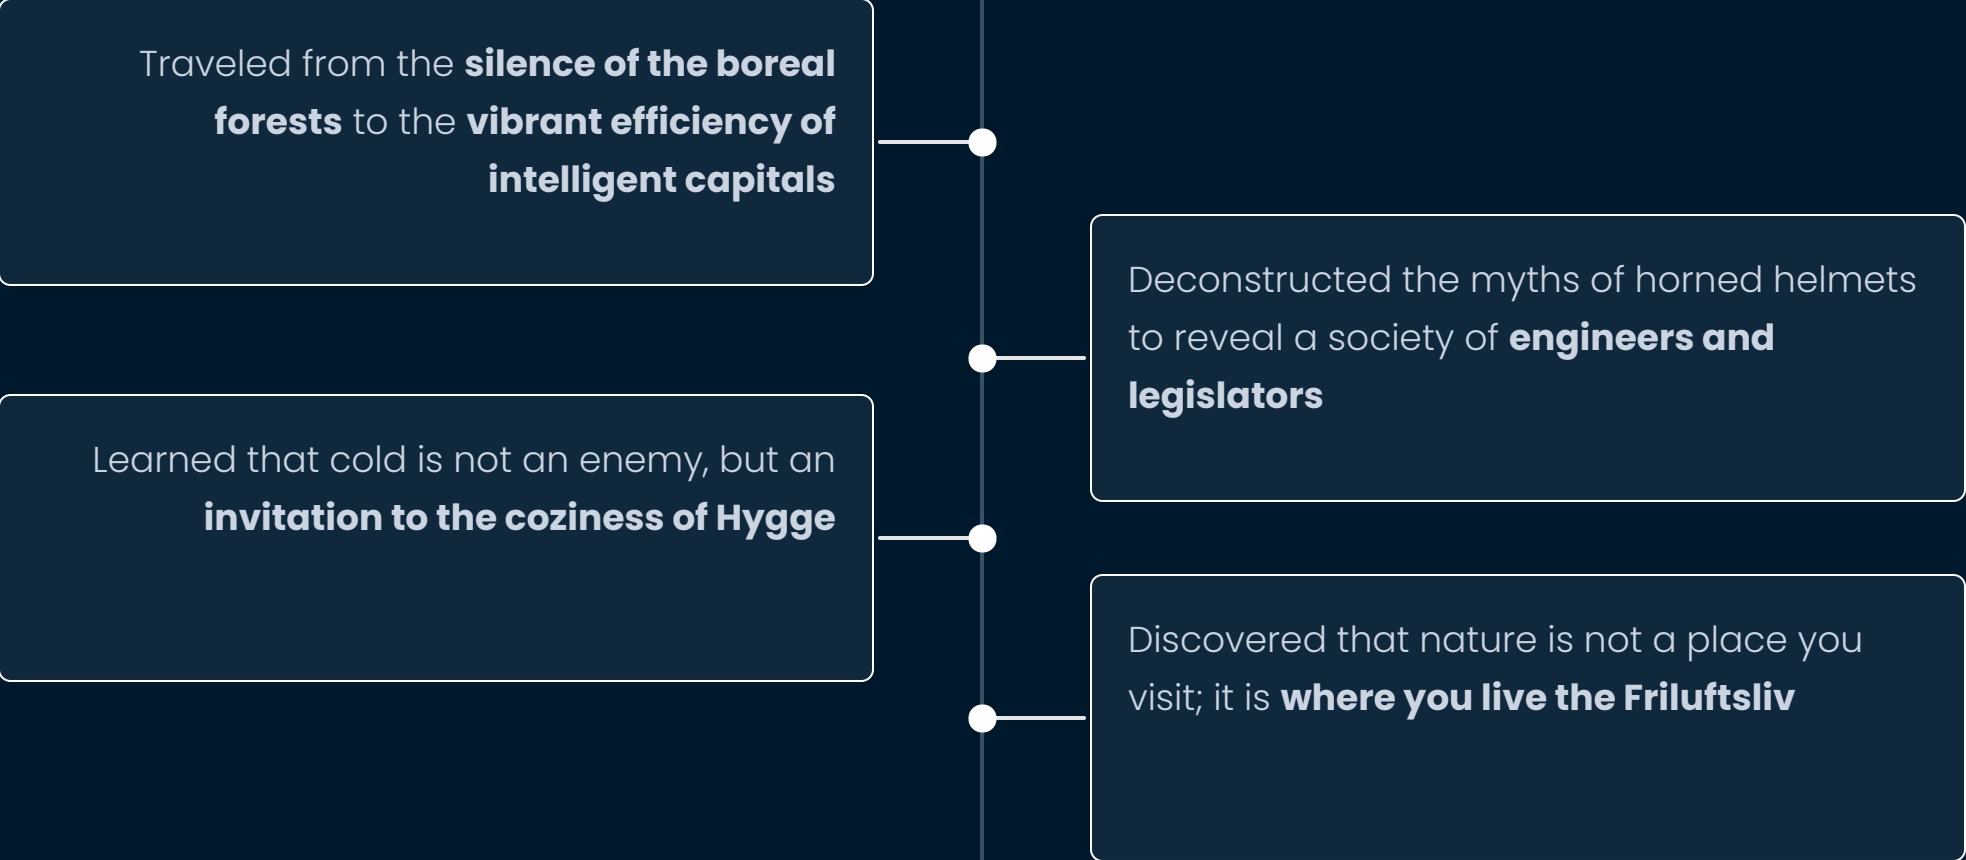 Traveled from the silence of the boreal
forests to the vibrant efficiency of
intelligent capitals
Deconstructed the myths of horned helmets
to reveal a society of engineers and
legislators
Learned that cold is not an enemy, but an
invitation to the coziness of Hygge
Discovered that nature is not a place you
visit; it is where you live the Friluftsliv